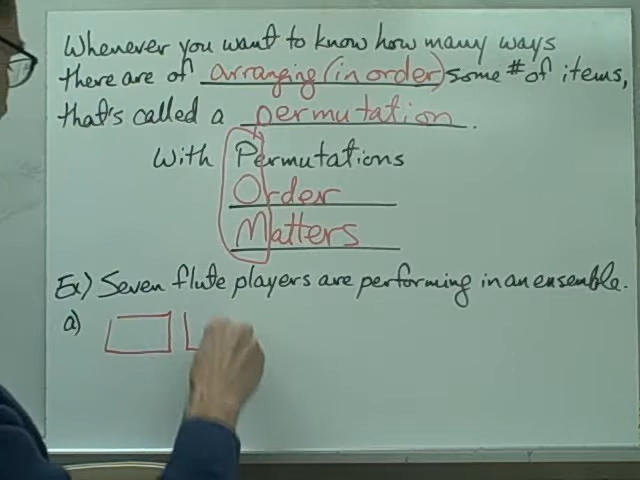 Whenever you want to know how many ways
there are of arranging (in order) some # of items,
that's called a permutation.
With Permutations
Order
Matters
Ex) Seven flute players are performing in an ensemble.
a)